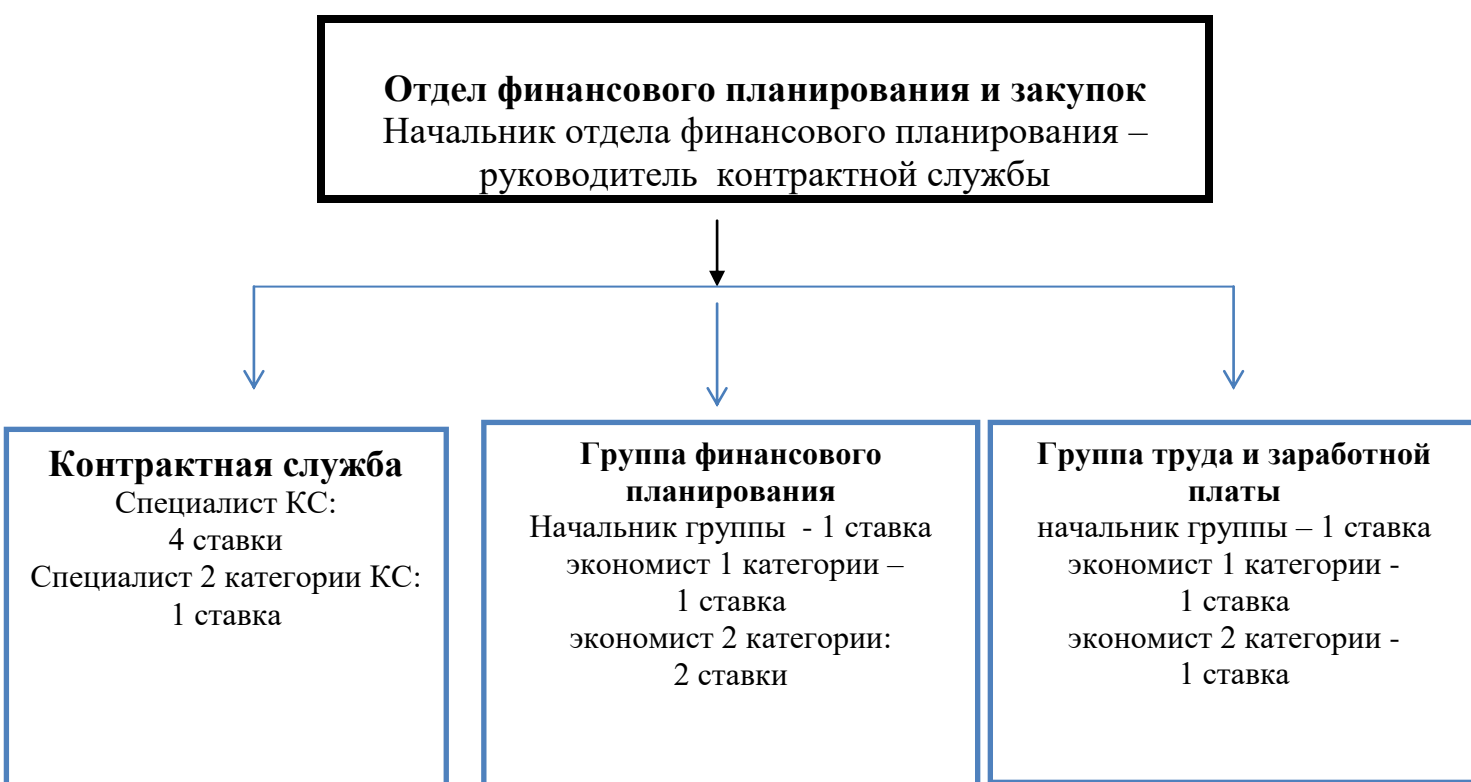 Отдел финансового планирования и закупок
Начальник отдела финансового планирования –
руководитель контрактной службы
Контрактная служба
Специалист КС:
4 ставки
Специалист 2 категории КС:
1 ставка
Группа финансового
планирования
Начальник группы - 1 ставка
экономист 1 категории –
1 ставка
экономист 2 категории:
2 ставки
Группа труда и заработной
платы
начальник группы – 1 ставка
экономист 1 категории -
1 ставка
экономист 2 категории -
1 ставка